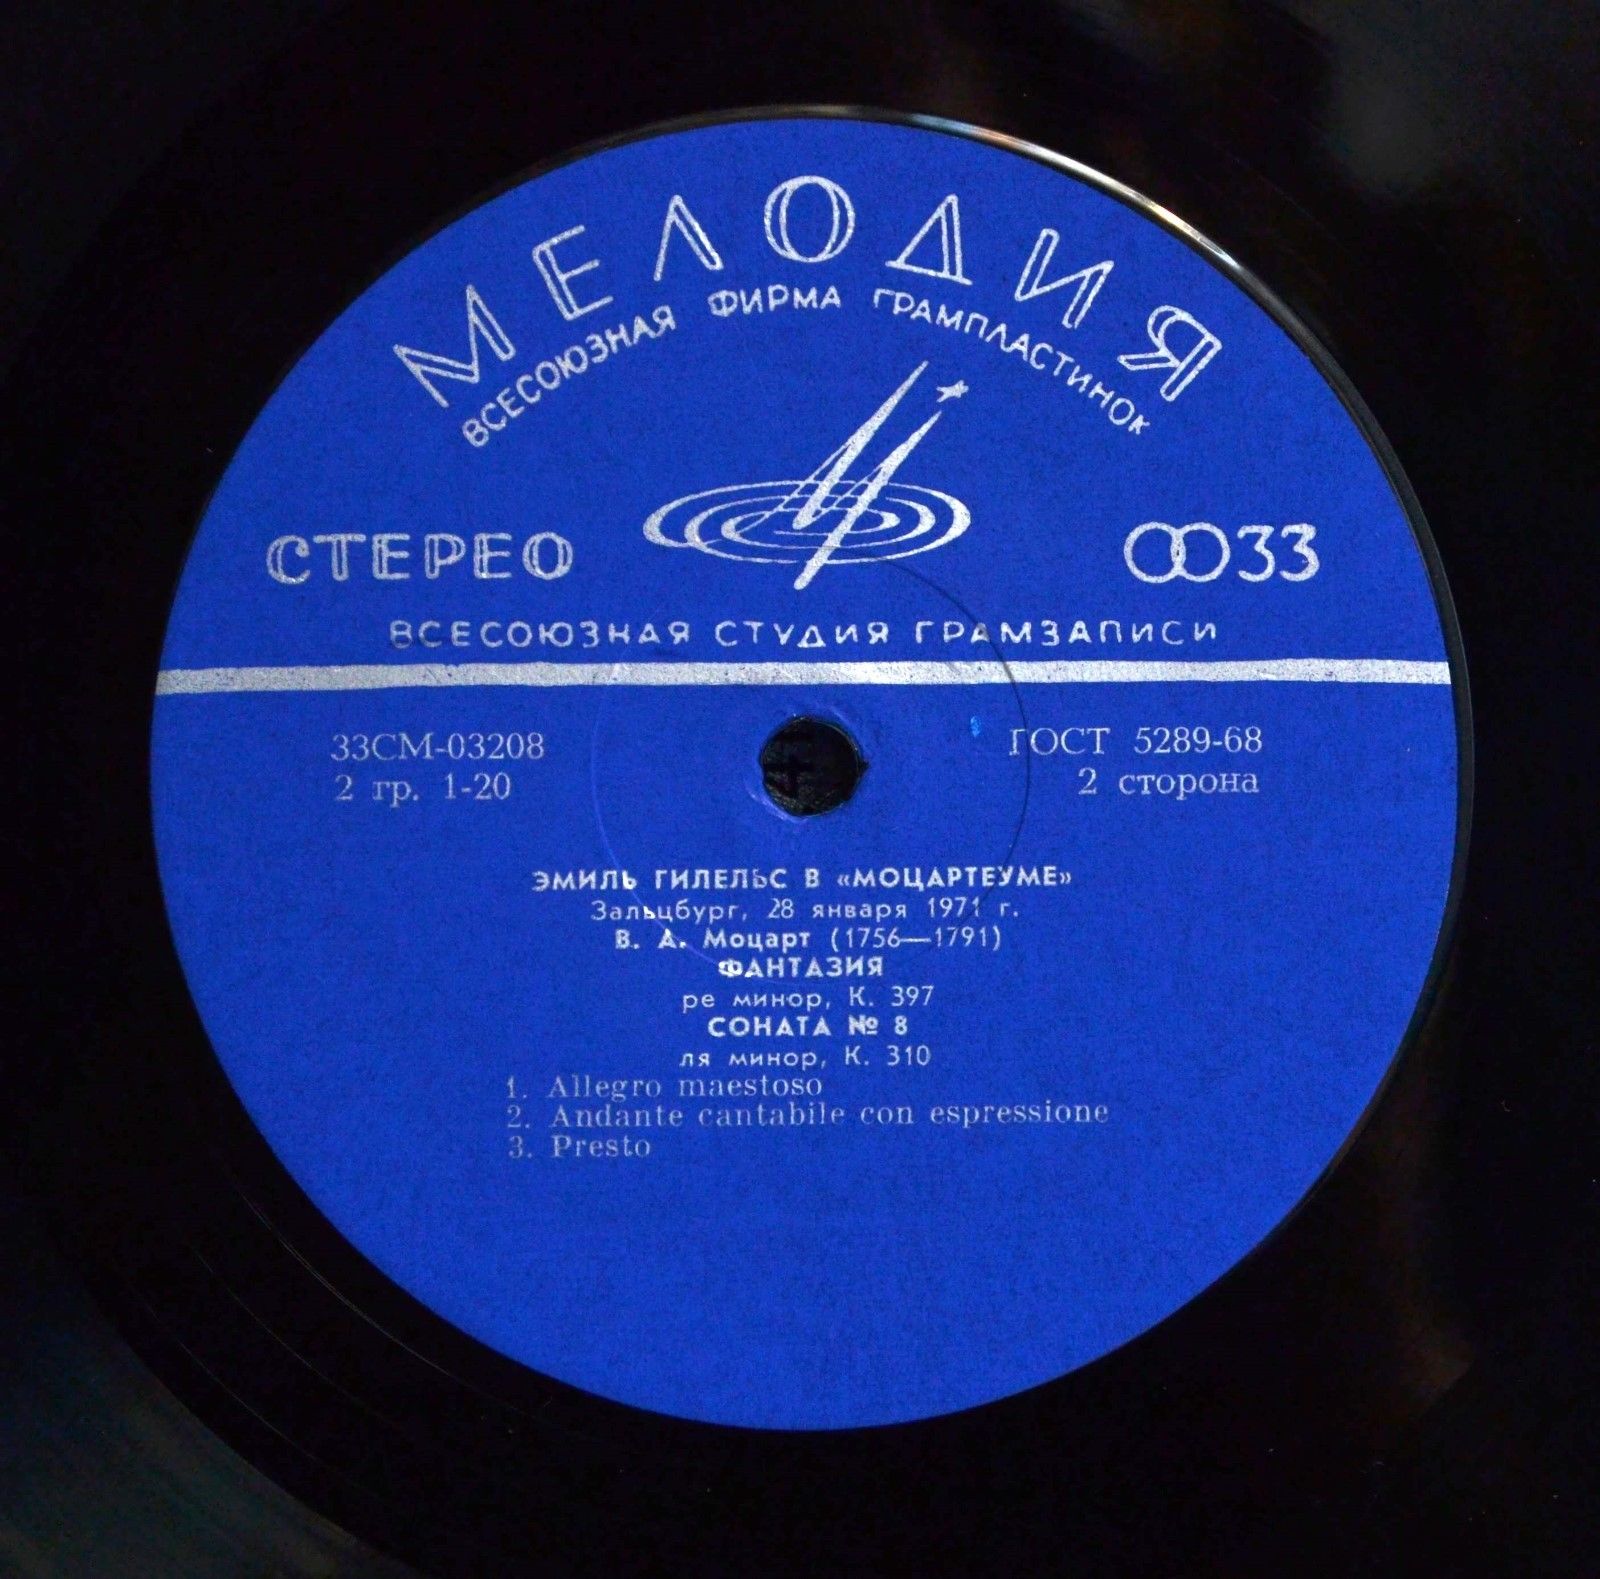 МЕЛОДИЯ
ВСЕСОЮЗНАЯ ФИРМА ГРАМПЛАСТИНОК
СТЕРЕО
33
ВСЕСОЮЗНАЯ СТУДИЯ ГРАМЗАПИСИ
33СМ-03208
ГОСТ 5289-68
2 гр. 1-20
2 сторона
ЭМИЛЬ ГИЛЕЛЬС В «МОЦАРТЕУМЕ»
Зальцбург, 28 января 1971 г.
В. А. Моцарт (1756—1791)
ФАНТАЗИЯ
ре минор, К. 397
СОНАТА № 8
ля минор, К. 310
1. Allegro maestoso
2. Andante cantabile con espressione
3. Presto